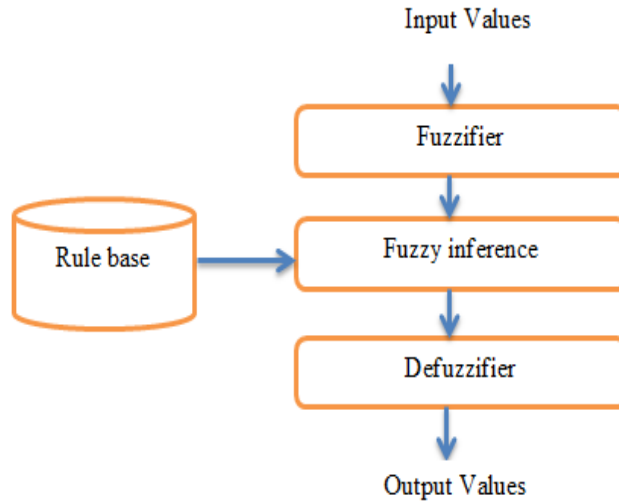 Input Values
Fuzzifier
Rule base
Fuzzy inference
Defuzzifier
Output Values